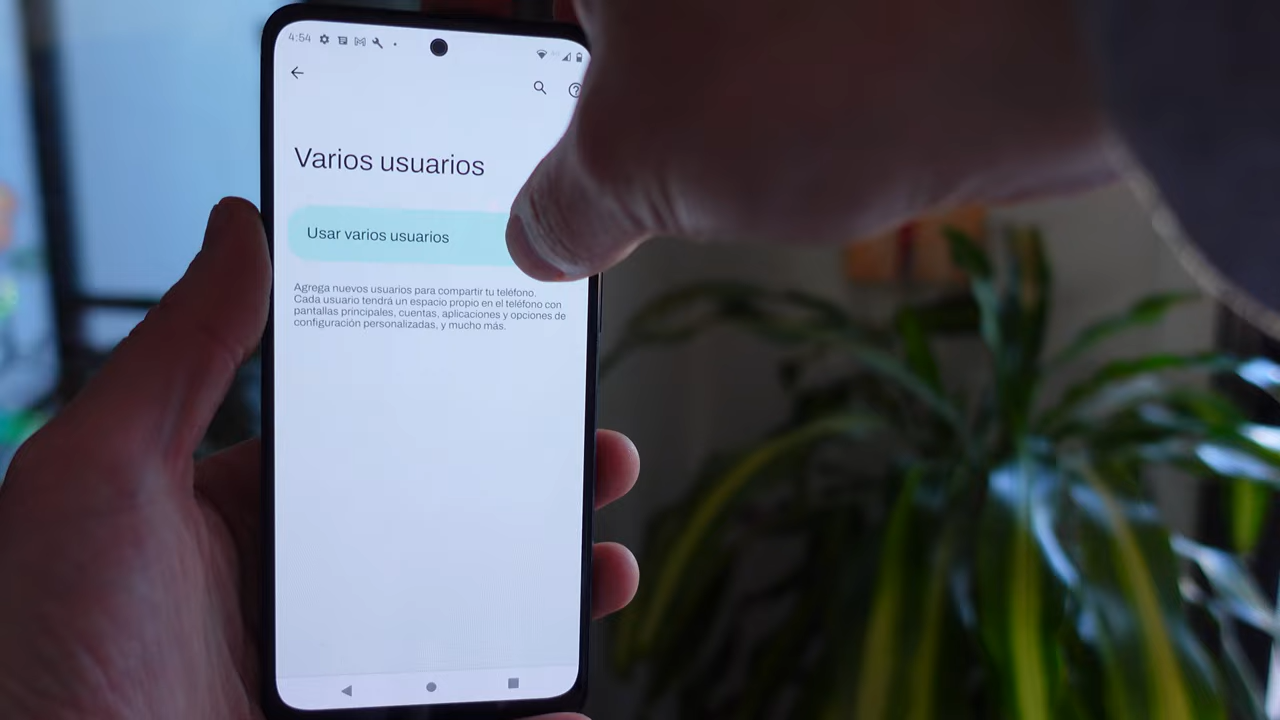 4:54
Varios usuarios
Usar varios usuarios
Agrega nuevos usuarios para compartir tu teléfono.
Cada usuario tendrá un espacio propio en el teléfono con
pantallas principales, cuentas, aplicaciones y opciones de
configuración personalizadas, y mucho más.